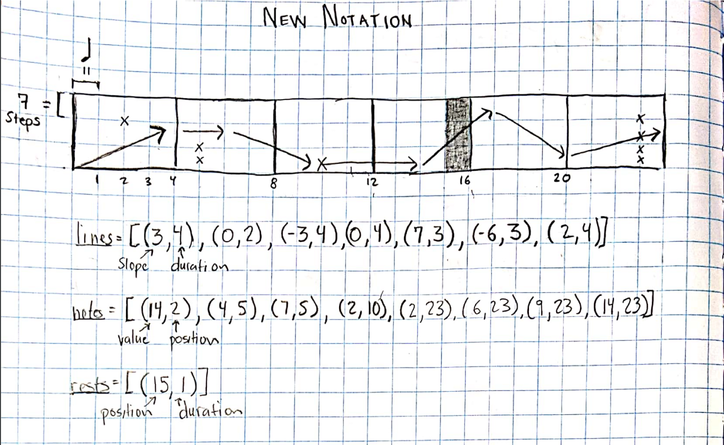 NEW NOTATION
♩
=
7 = [
Steps
1 2 3 4 8 12 16 20
lines = [(3,4), (0,2), (-3,4), (0,4), (7,3), (-6,3), (2,4)]
slope duration
notes = [(14,2), (4,5), (7,5), (2,10), (2,23), (6,23), (9,23), (14,23)]
value position
rests = [(15,1)]
position duration